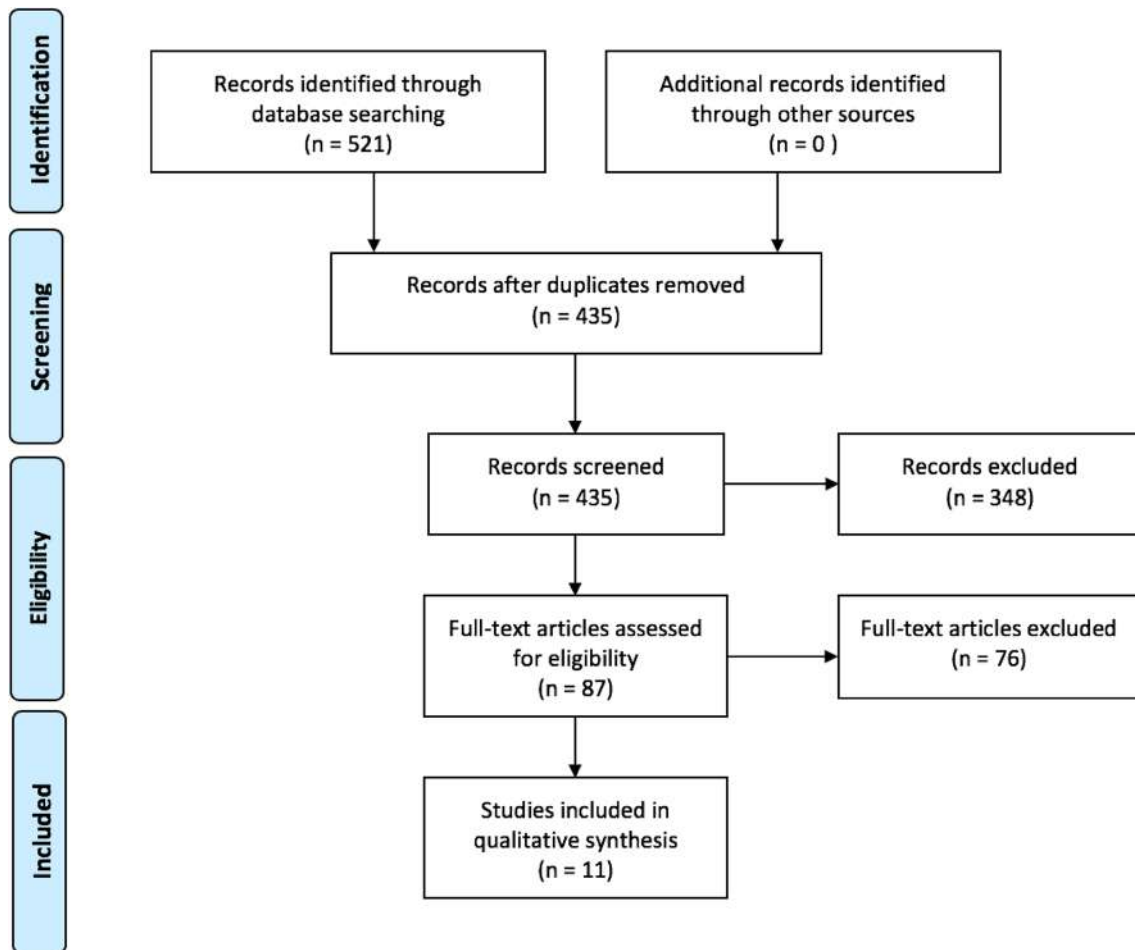 Identification
Records identified through
database searching
(n = 521)
Additional records identified
through other sources
(n = 0 )
Screening
Records after duplicates removed
(n = 435)
Eligibility
Records screened
(n = 435)
Records excluded
(n = 348)
Full-text articles assessed
for eligibility
(n = 87)
Full-text articles excluded
(n = 76)
Included
Studies included in
qualitative synthesis
(n = 11)